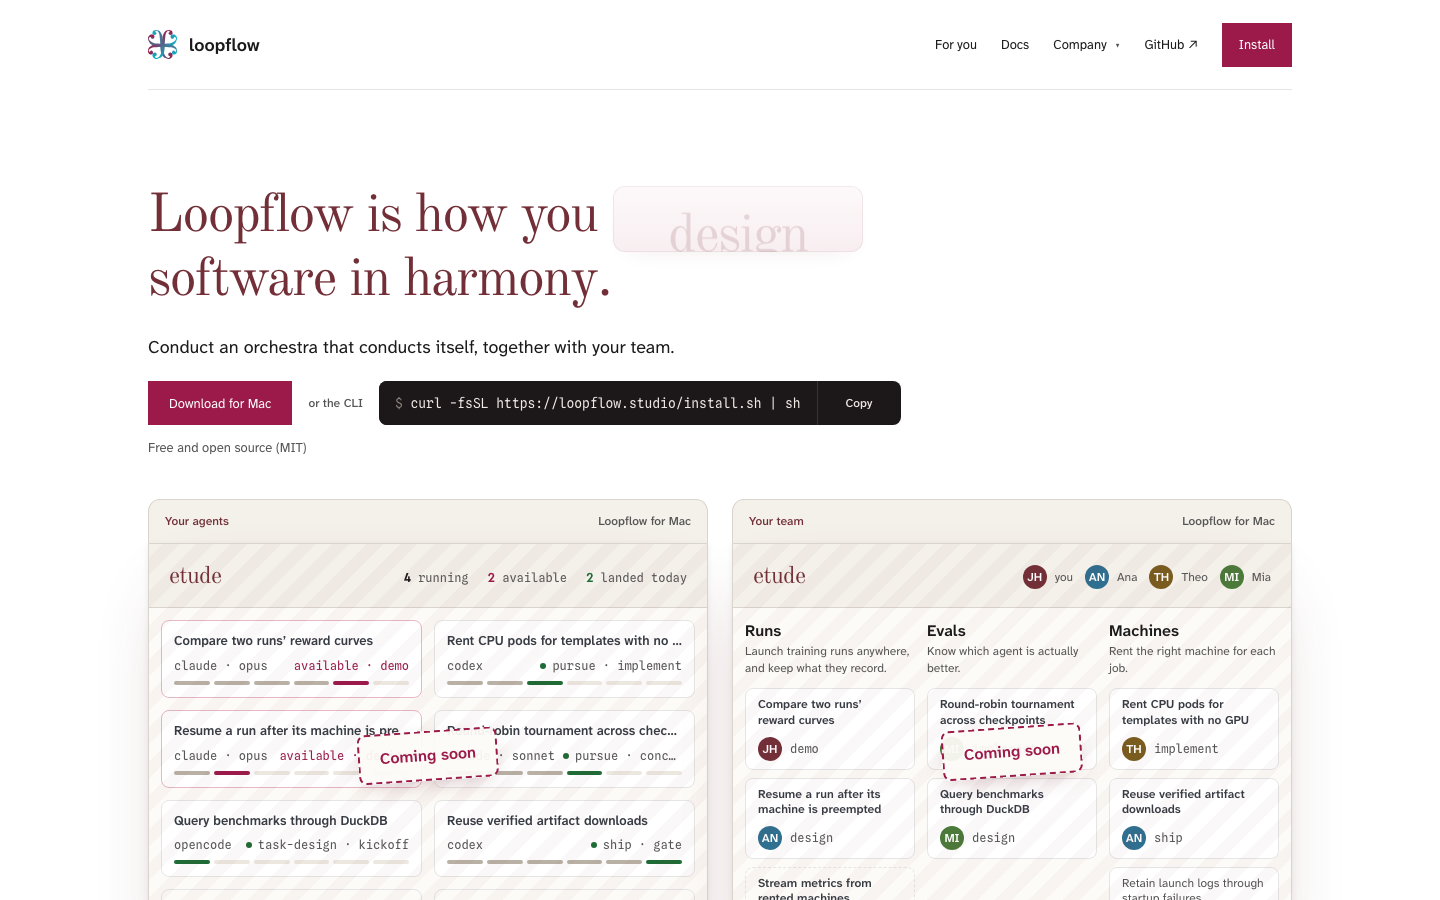 loopflow
For you
Docs
Company
GitHub ↗
Install
Loopflow is how you design
software in harmony.
Conduct an orchestra that conducts itself, together with your team.
Download for Mac
or the CLI
$ curl -fsSL https://loopflow.studio/install.sh | sh
Copy
Free and open source (MIT)
Your agents
Loopflow for Mac
etude
4 running
2 available
2 landed today
Compare two runs’ reward curves
claude · opus
available · demo
Rent CPU pods for templates with no ...
codex
pursue · implement
Resume a run after its machine is pre
claude · opus
available ·
robin tournament across chec...
· sonnet
pursue · conc…
Coming soon
Query benchmarks through DuckDB
opencode
task-design · kickoff
Reuse verified artifact downloads
codex
ship · gate
Your team
Loopflow for Mac
etude
JH you
AN Ana
TH Theo
MI Mia
Runs
Launch training runs anywhere,
and keep what they record.
Compare two runs’
reward curves
JH demo
Resume a run after its
machine is preempted
AN design
Stream metrics from
rented machines
Evals
Know which agent is actually
better.
Round-robin tournament
across checkpoints
Coming soon
Query benchmarks
through DuckDB
MI design
Machines
Rent the right machine for each
job.
Rent CPU pods for
templates with no GPU
TH implement
Reuse verified artifact
downloads
AN ship
Retain launch logs through
startup failures